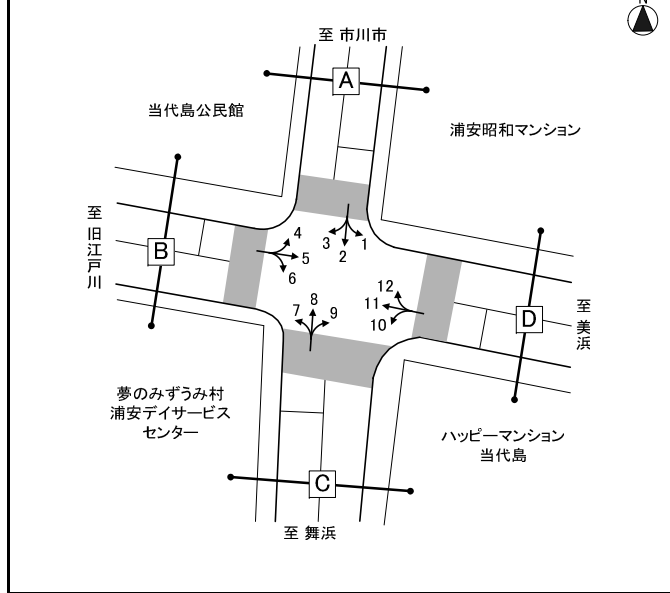 N
至 市川市
A
当代島公民館
浦安昭和マンション
至 旧江戸川
B
3
2
1
4
5
6
7
8
9
12
11
10
D
至 美浜
夢のみずうみ村
浦安デイサービス
センター
ハッピーマンション
当代島
C
至 舞浜